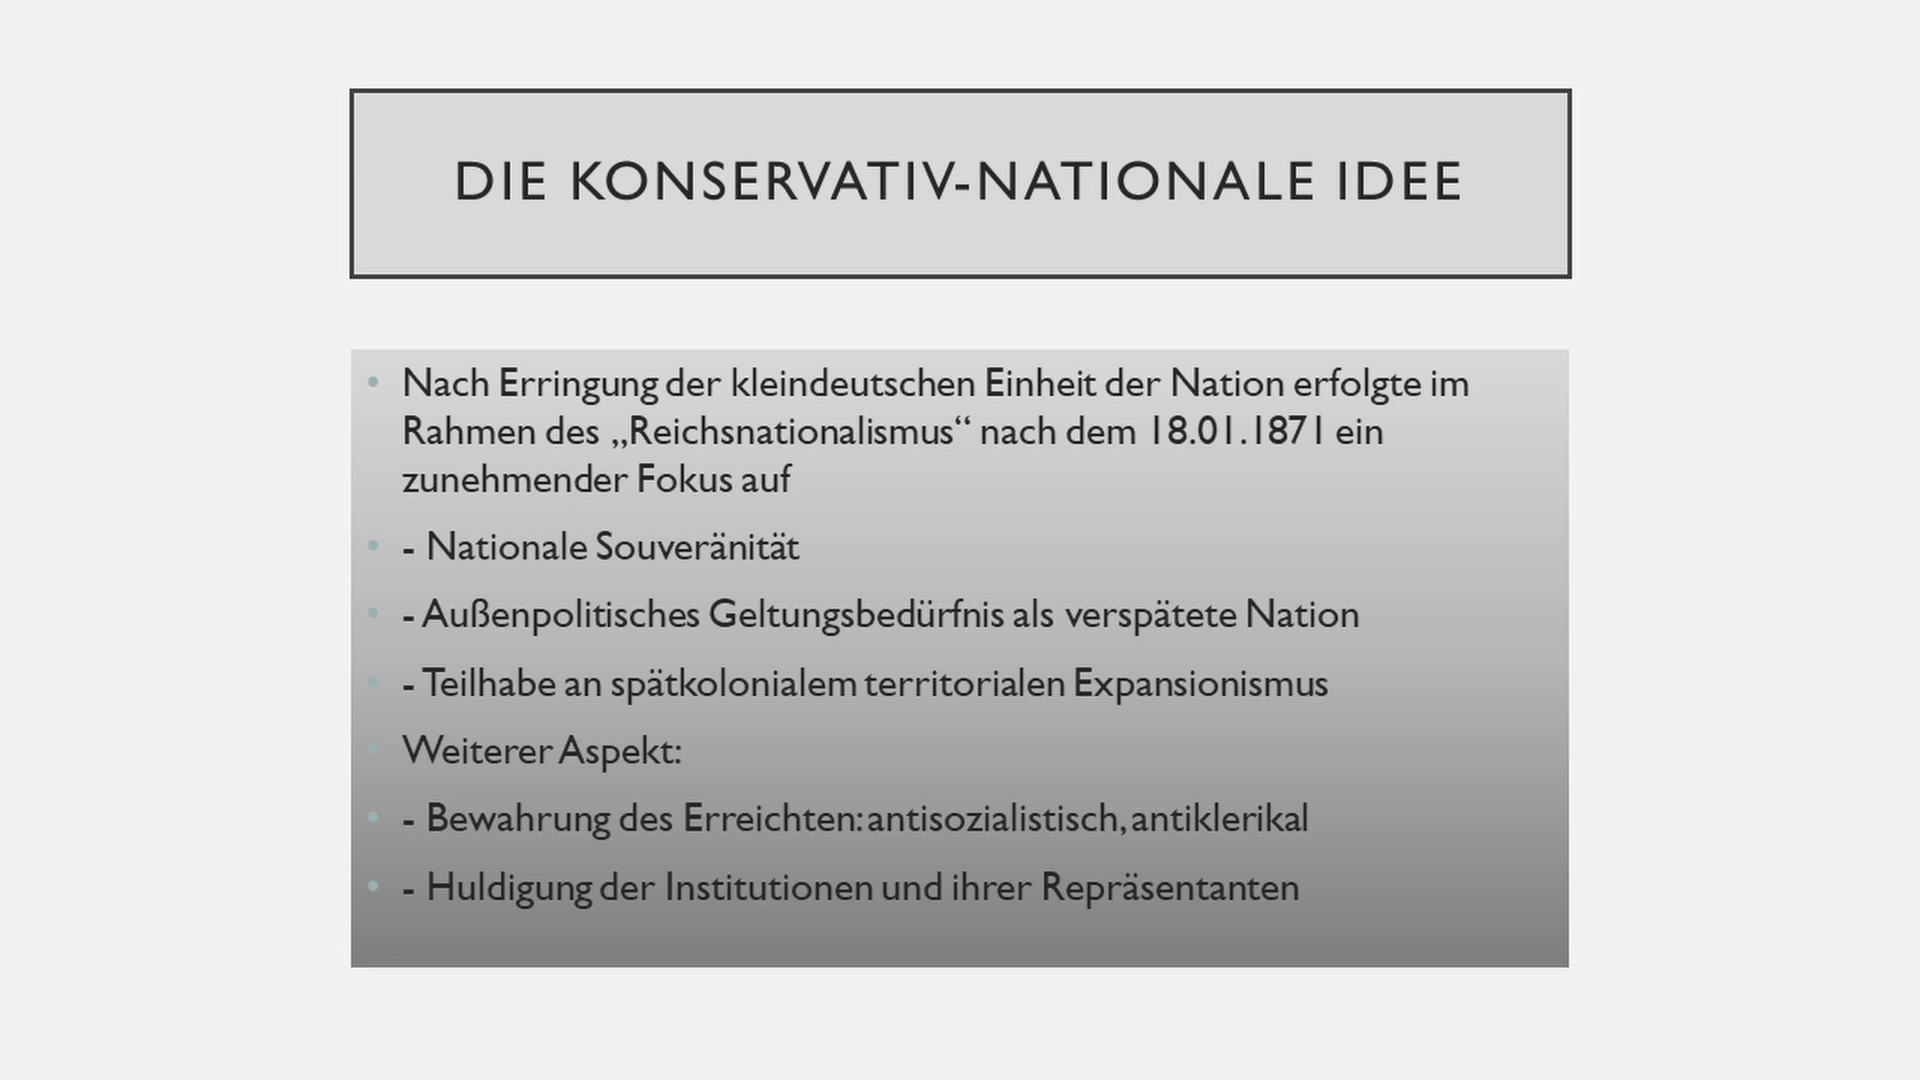 DIE KONSERVATIV-NATIONALE IDEE
• Nach Erringung der kleindeutschen Einheit der Nation erfolgte im
Rahmen des „Reichsnationalismus“ nach dem 18.01.1871 ein
zunehmender Fokus auf
• - Nationale Souveränität
• - Außenpolitisches Geltungsbedürfnis als verspätete Nation
• - Teilhabe an spätkolonialem territorialen Expansionismus
• Weiterer Aspekt:
• - Bewahrung des Erreichten: antisozialistisch, antiklerikal
• - Huldigung der Institutionen und ihrer Repräsentanten